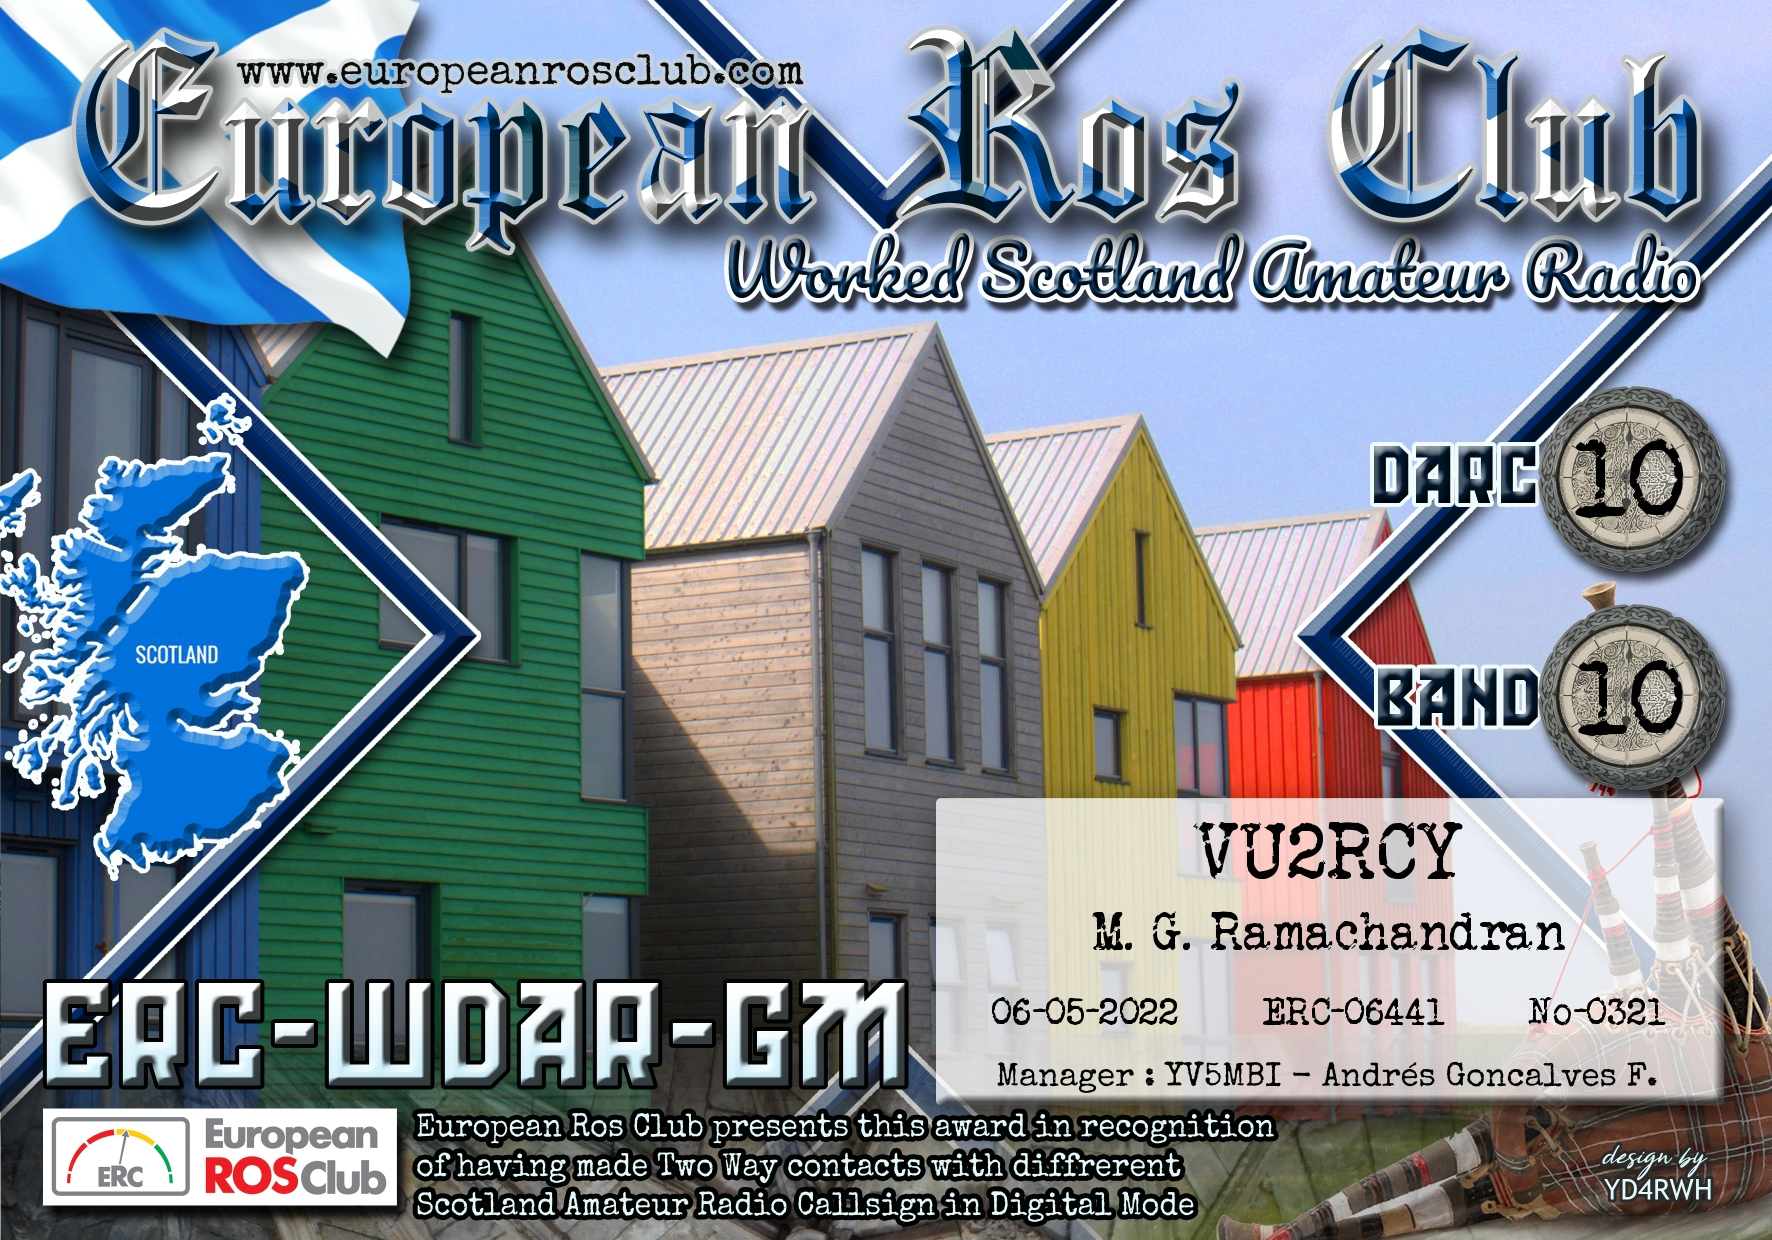 www.europeanrosclub.com
European Ros Club
Worked Scotland Amateur Radio
DARC 10
SCOTLAND
BAND 10
VU2RCY
M. G. Ramachandran
06-05-2022 ERC-06441 No-0321
Manager : YV5MBI - Andrés Goncalves F.
ERC-WDAR-GM
ERC
European
ROSClub
European Ros Club presents this award in recognition
of having made Two Way contacts with diffrerent
Scotland Amateur Radio Callsign in Digital Mode
design by
YD4RWH